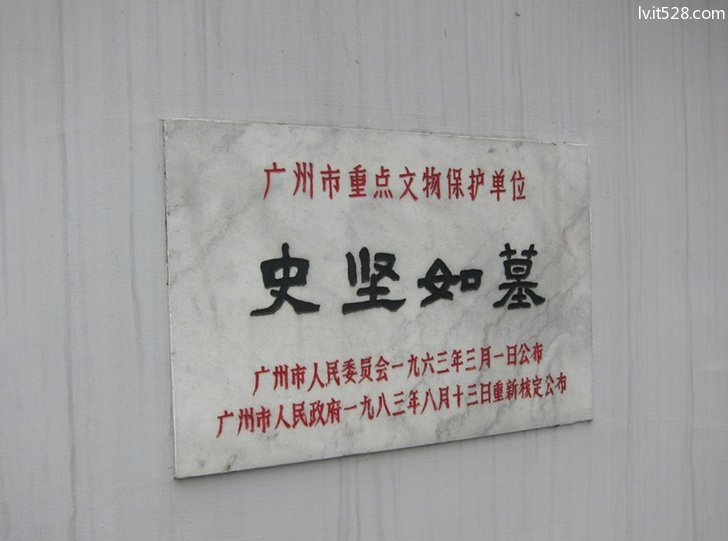 lv.it528.com
广州市重点文物保护单位
史坚如墓
广州市人民委员会一九六三年三月一日公布
广州市人民政府一九八三年八月十三日重新核定公布